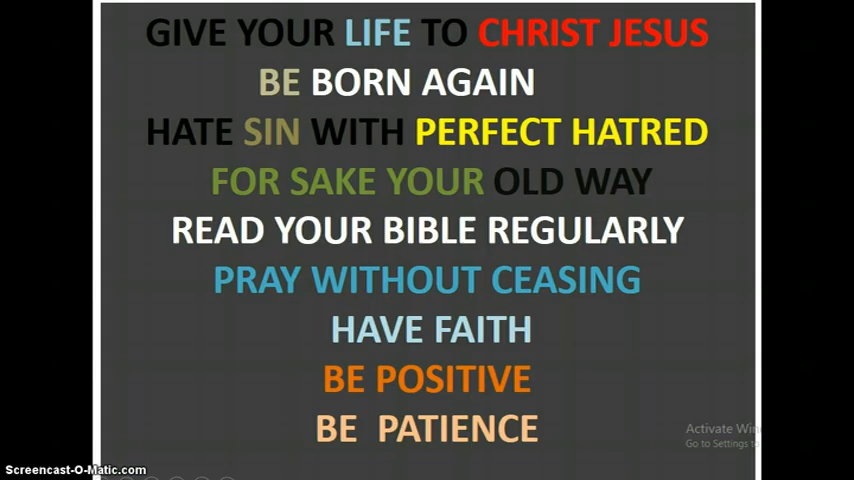 GIVE YOUR LIFE TO CHRIST JESUS
BE BORN AGAIN
HATE SIN WITH PERFECT HATRED
FOR SAKE YOUR OLD WAY
READ YOUR BIBLE REGULARLY
PRAY WITHOUT CEASING
HAVE FAITH
BE POSITIVE
BE PATIENCE
Activate Win
Go to Settings to
Screencast-O-Matic.com